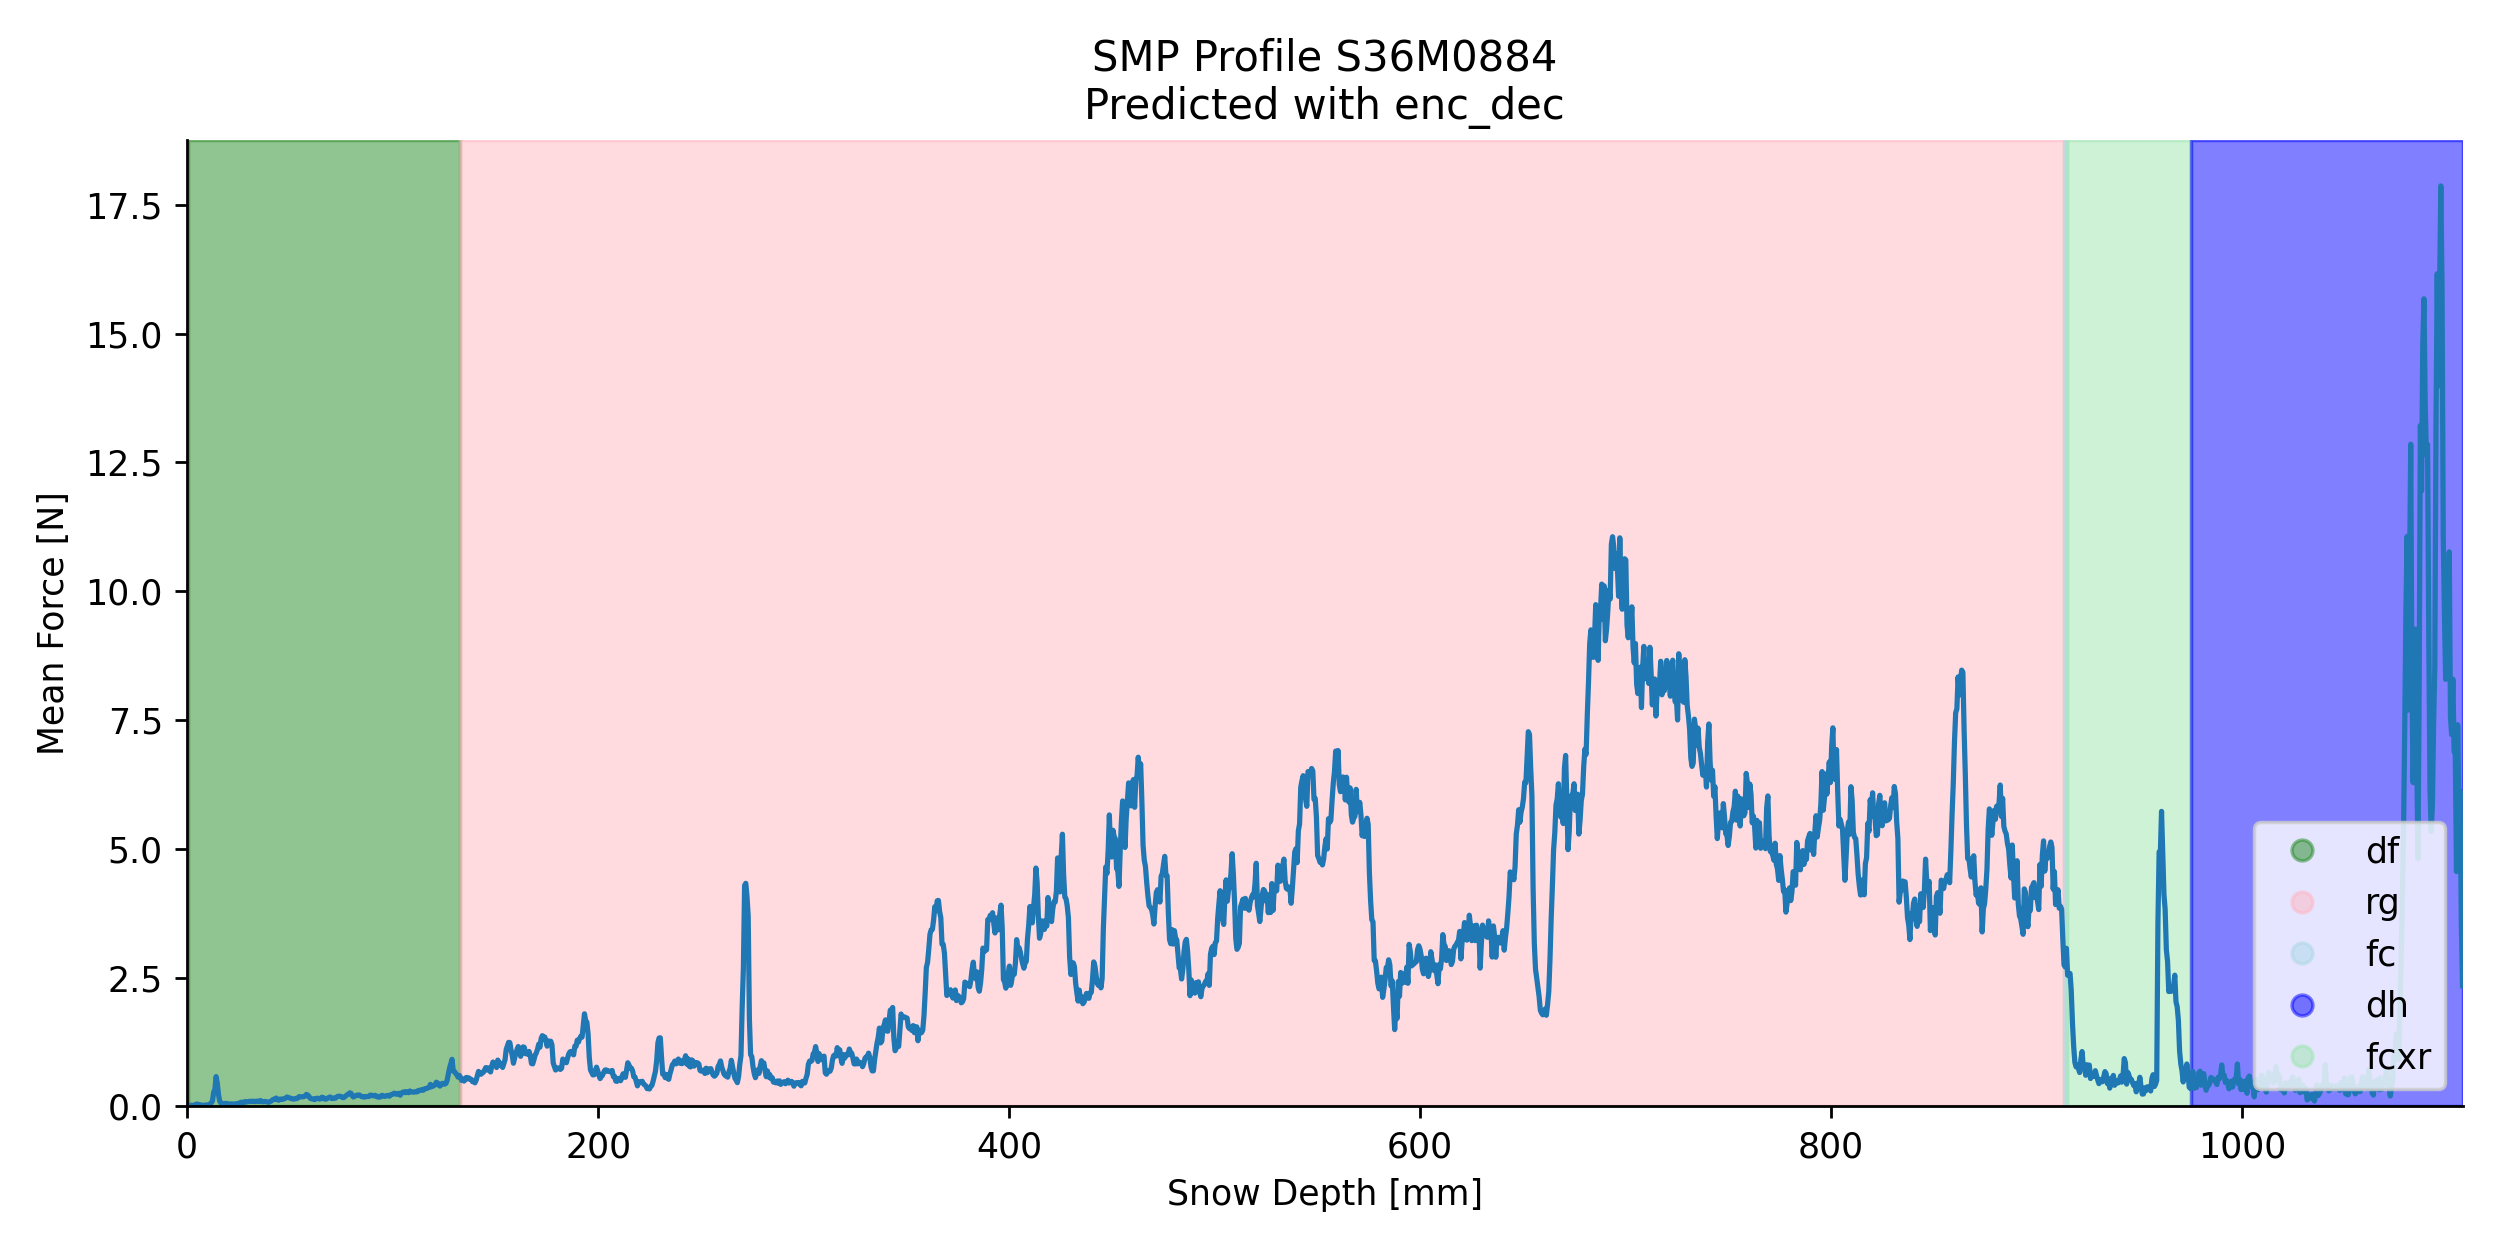 SMP Profile S36M0884
Predicted with enc_dec
Mean Force [N]
17.5
15.0
12.5
10.0
7.5
5.0
2.5
0.0
0 200 400 600 800 1000
Snow Depth [mm]
df
rg
fc
dh
fcxr